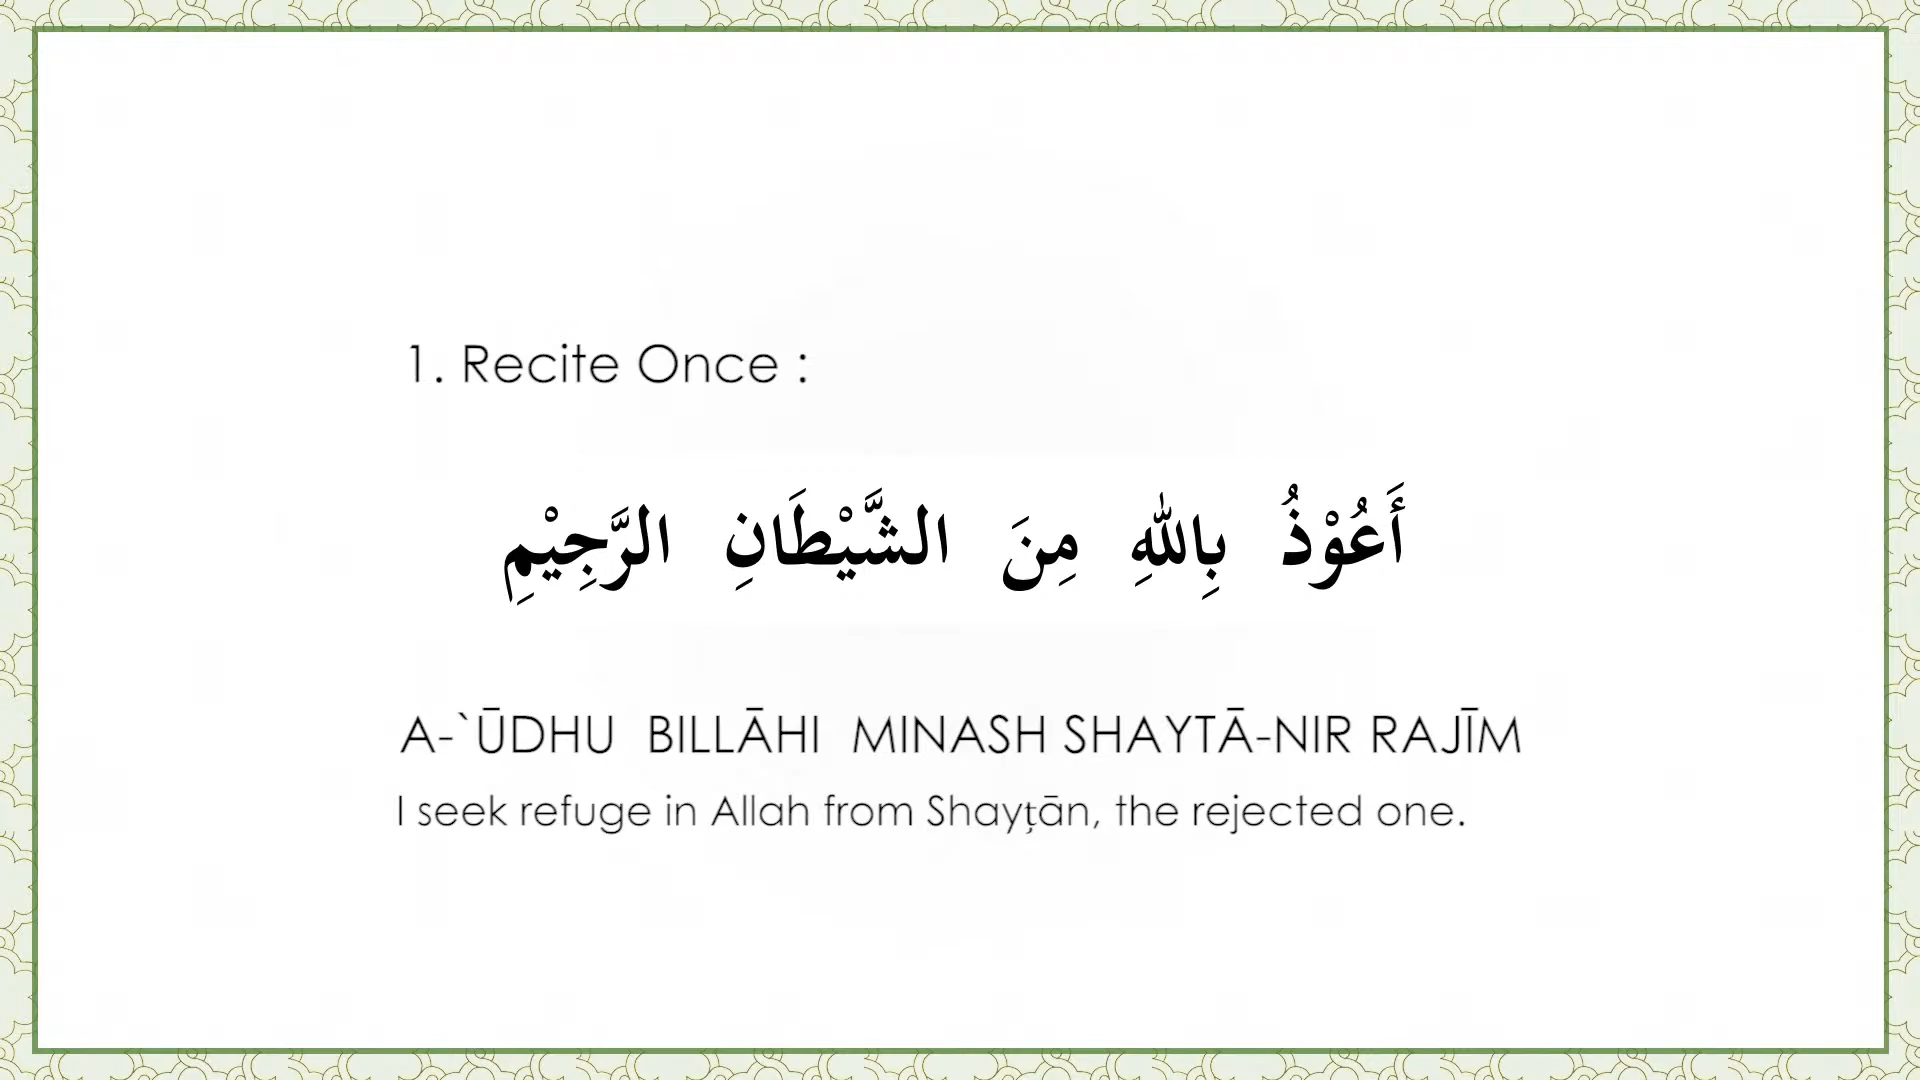 1. Recite Once :
أَعُوْذُ بِاللّٰهِ مِنَ الشَّيْطَانِ الرَّجِيْمِ
A-`ŪDHU BILLĀHI MINASH SHAYTĀ-NIR RAJĪM
I seek refuge in Allah from Shayṭān, the rejected one.